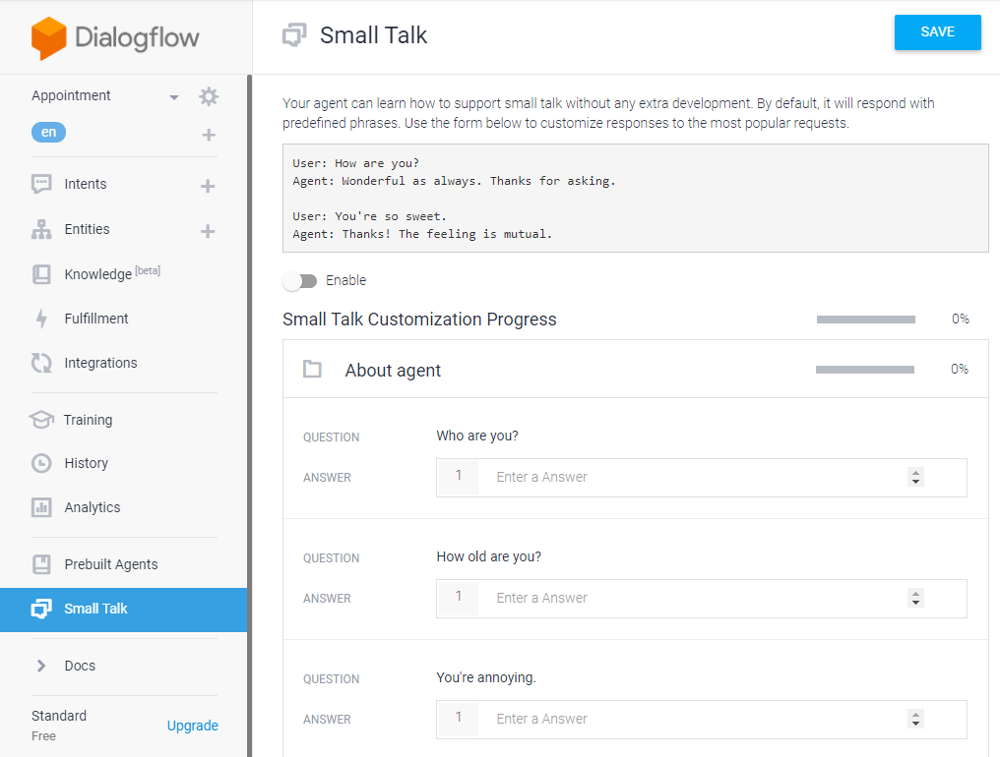 Dialogflow
Appointment
en
Intents
Entities
Knowledge [beta]
Fulfillment
Integrations
Training
History
Analytics
Prebuilt Agents
Small Talk
Docs
Standard
Free
Upgrade
Small Talk
SAVE
Your agent can learn how to support small talk without any extra development. By default, it will respond with
predefined phrases. Use the form below to customize responses to the most popular requests.
User: How are you?
Agent: Wonderful as always. Thanks for asking.
User: You're so sweet.
Agent: Thanks! The feeling is mutual.
Enable
Small Talk Customization Progress 0%
About agent 0%
QUESTION Who are you?
ANSWER 1 Enter a Answer
QUESTION How old are you?
ANSWER 1 Enter a Answer
QUESTION You're annoying.
ANSWER 1 Enter a Answer